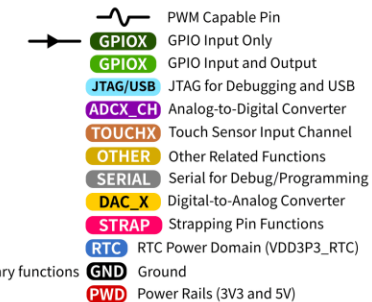 PWM Capable Pin
GPIOX GPIO Input Only
GPIOX GPIO Input and Output
JTAG/USB JTAG for Debugging and USB
ADCX_CH Analog-to-Digital Converter
TOUCHX Touch Sensor Input Channel
OTHER Other Related Functions
SERIAL Serial for Debug/Programming
DAC_X Digital-to-Analog Converter
STRAP Strapping Pin Functions
RTC RTC Power Domain (VDD3P3_RTC)
functions GND Ground
PWD Power Rails (3V3 and 5V)